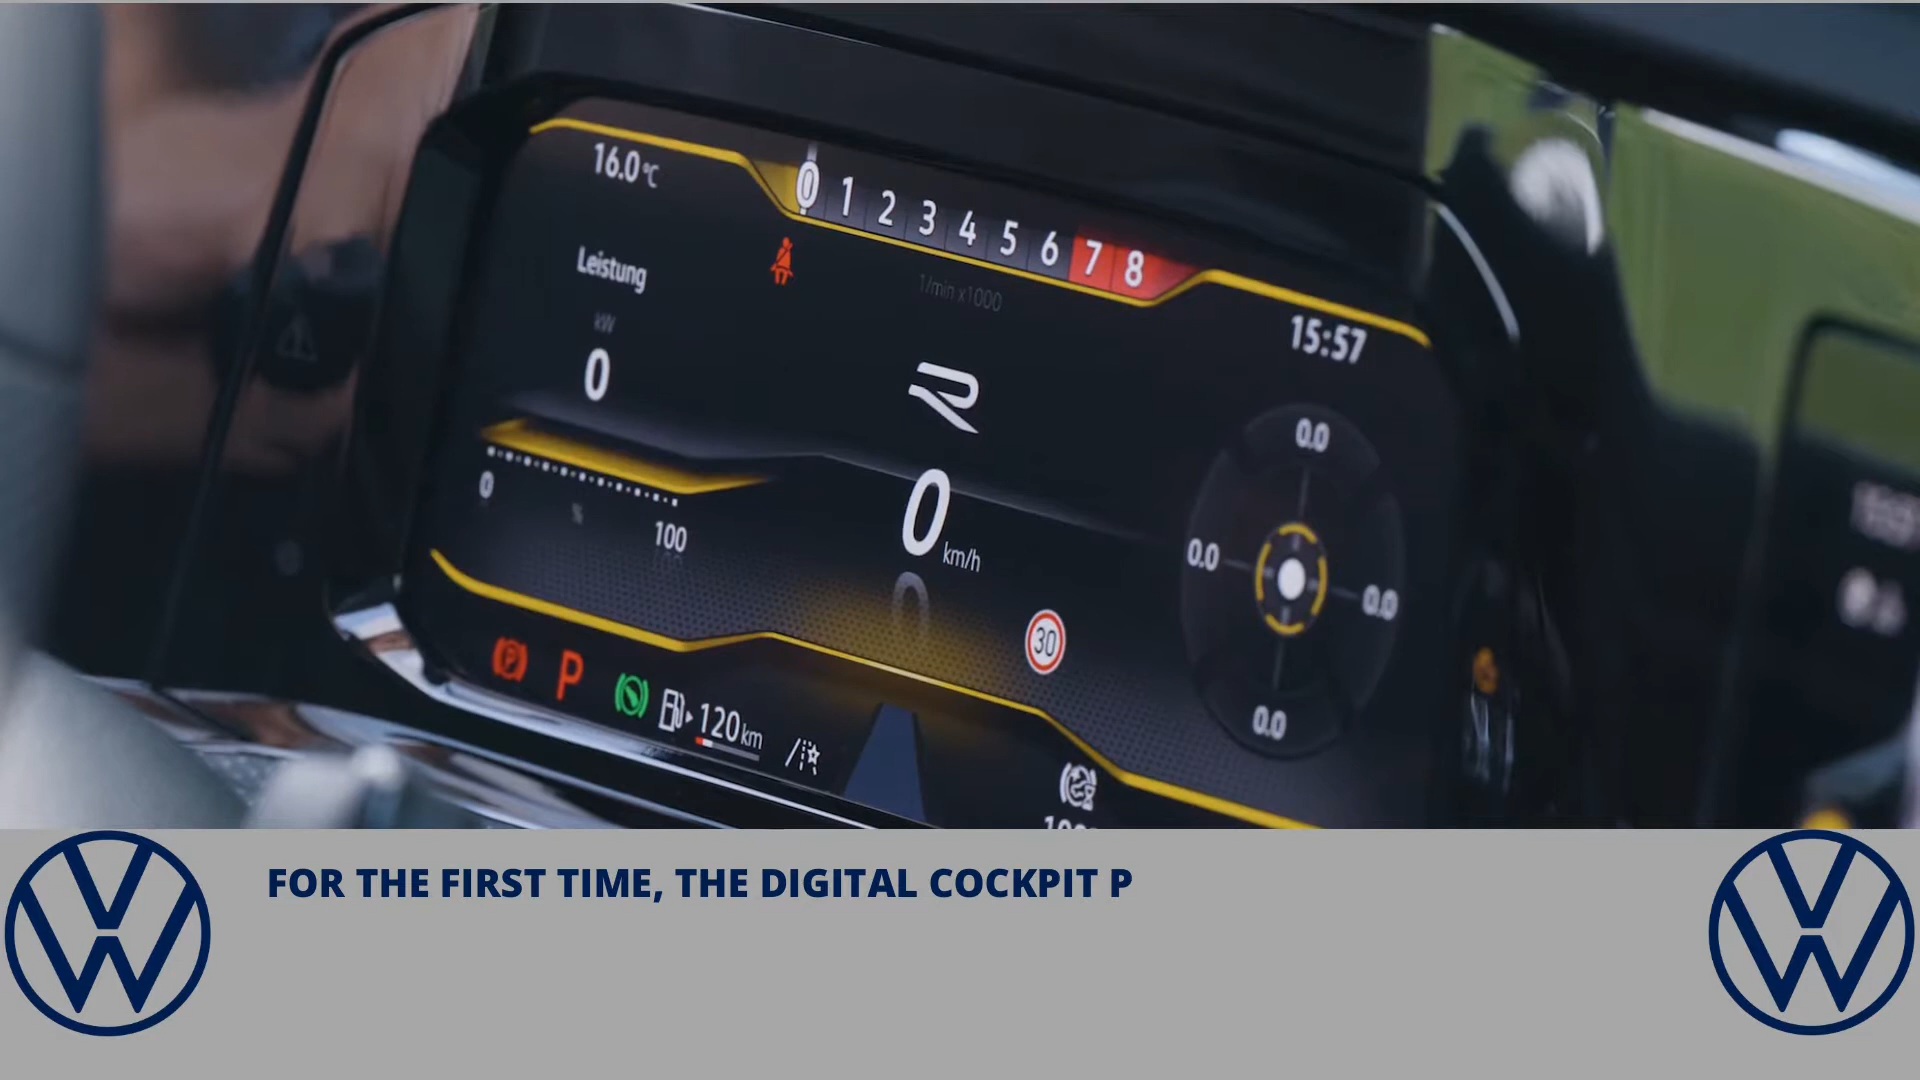 16.0 °C
0 1 2 3 4 5 6 7 8
1/min x1000
Leistung
kW
0
15:57
R
0 km/h
0 % 100
0.0
0.0
0.0
0.0
30
P P
120 km
FOR THE FIRST TIME, THE DIGITAL COCKPIT P